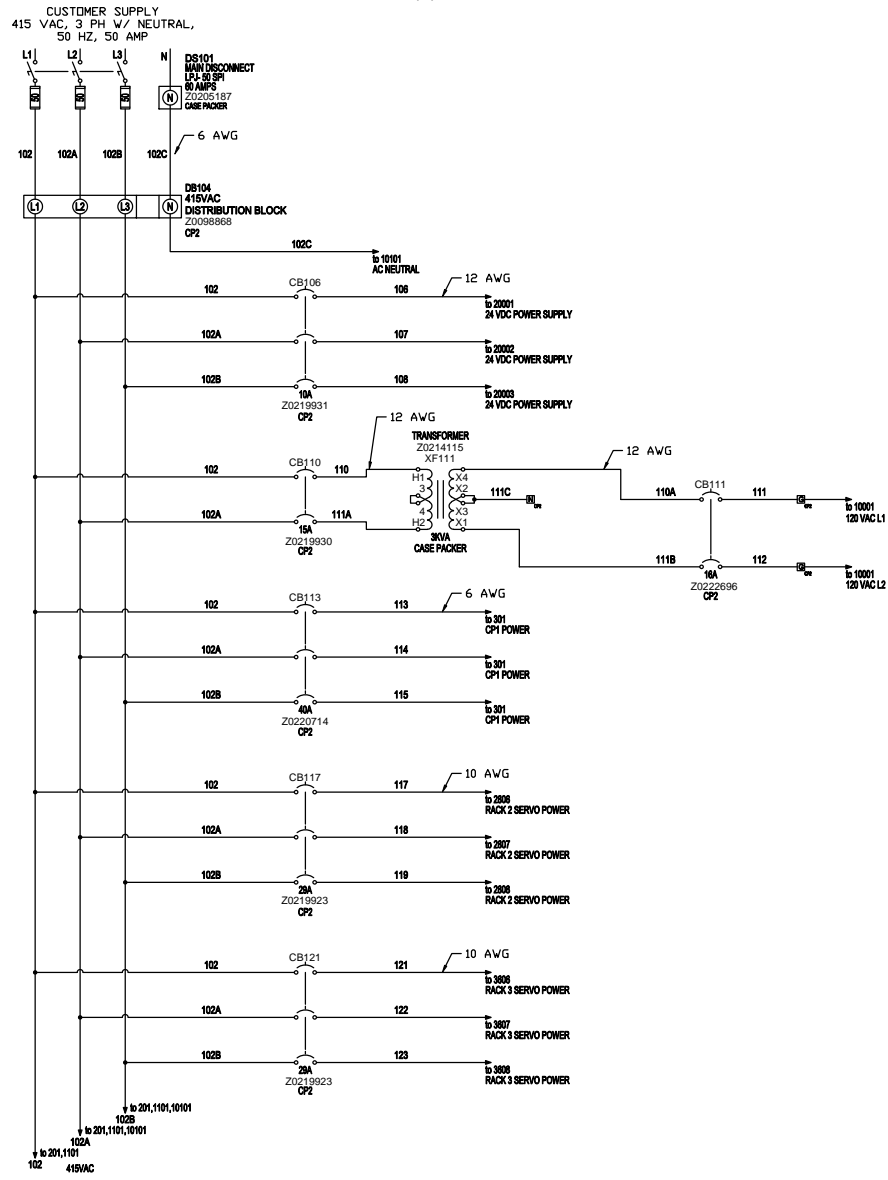 CUSTOMER SUPPLY
415 VAC, 3 PH W/ NEUTRAL,
50 HZ, 50 AMP
L1 L2 L3 N
DS101
MAIN DISCONNECT
LPJ- 50 SPI
60 AMPS
Z0205187
CASE PACKER
50 50 50 N
6 AWG
102 102A 102B 102C
DB104
415VAC
DISTRIBUTION BLOCK
Z0098868
CP2
L1 L2 L3 N
102C
to 10101
AC NEUTRAL
CB106
12 AWG
102 106
to 20001
24 VDC POWER SUPPLY
102A 107
to 20002
24 VDC POWER SUPPLY
102B 108
to 20003
24 VDC POWER SUPPLY
10A
Z0219931
CP2
12 AWG
TRANSFORMER
Z0214115
XF111
12 AWG
CB110
102 110
H1 X4
3 X2
4 X3
H2 X1
111C
N
CP2
110A
CB111
111
G
CP2
to 10001
120 VAC L1
102A 111A
15A
Z0219930
CP2
3KVA
CASE PACKER
111B
112
G
CP2
to 10001
120 VAC L2
16A
Z0222696
CP2
CB113
6 AWG
102 113
to 301
CP1 POWER
102A 114
to 301
CP1 POWER
102B 115
to 301
CP1 POWER
40A
Z0220714
CP2
CB117
10 AWG
102 117
to 2606
RACK 2 SERVO POWER
102A 118
to 2607
RACK 2 SERVO POWER
102B 119
to 2608
RACK 2 SERVO POWER
29A
Z0219923
CP2
CB121
10 AWG
102 121
to 3606
RACK 3 SERVO POWER
102A 122
to 3607
RACK 3 SERVO POWER
102B 123
to 3608
RACK 3 SERVO POWER
29A
Z0219923
CP2
to 201,1101,10101
102B
to 201,1101,10101
102A
to 201,1101
102
415VAC